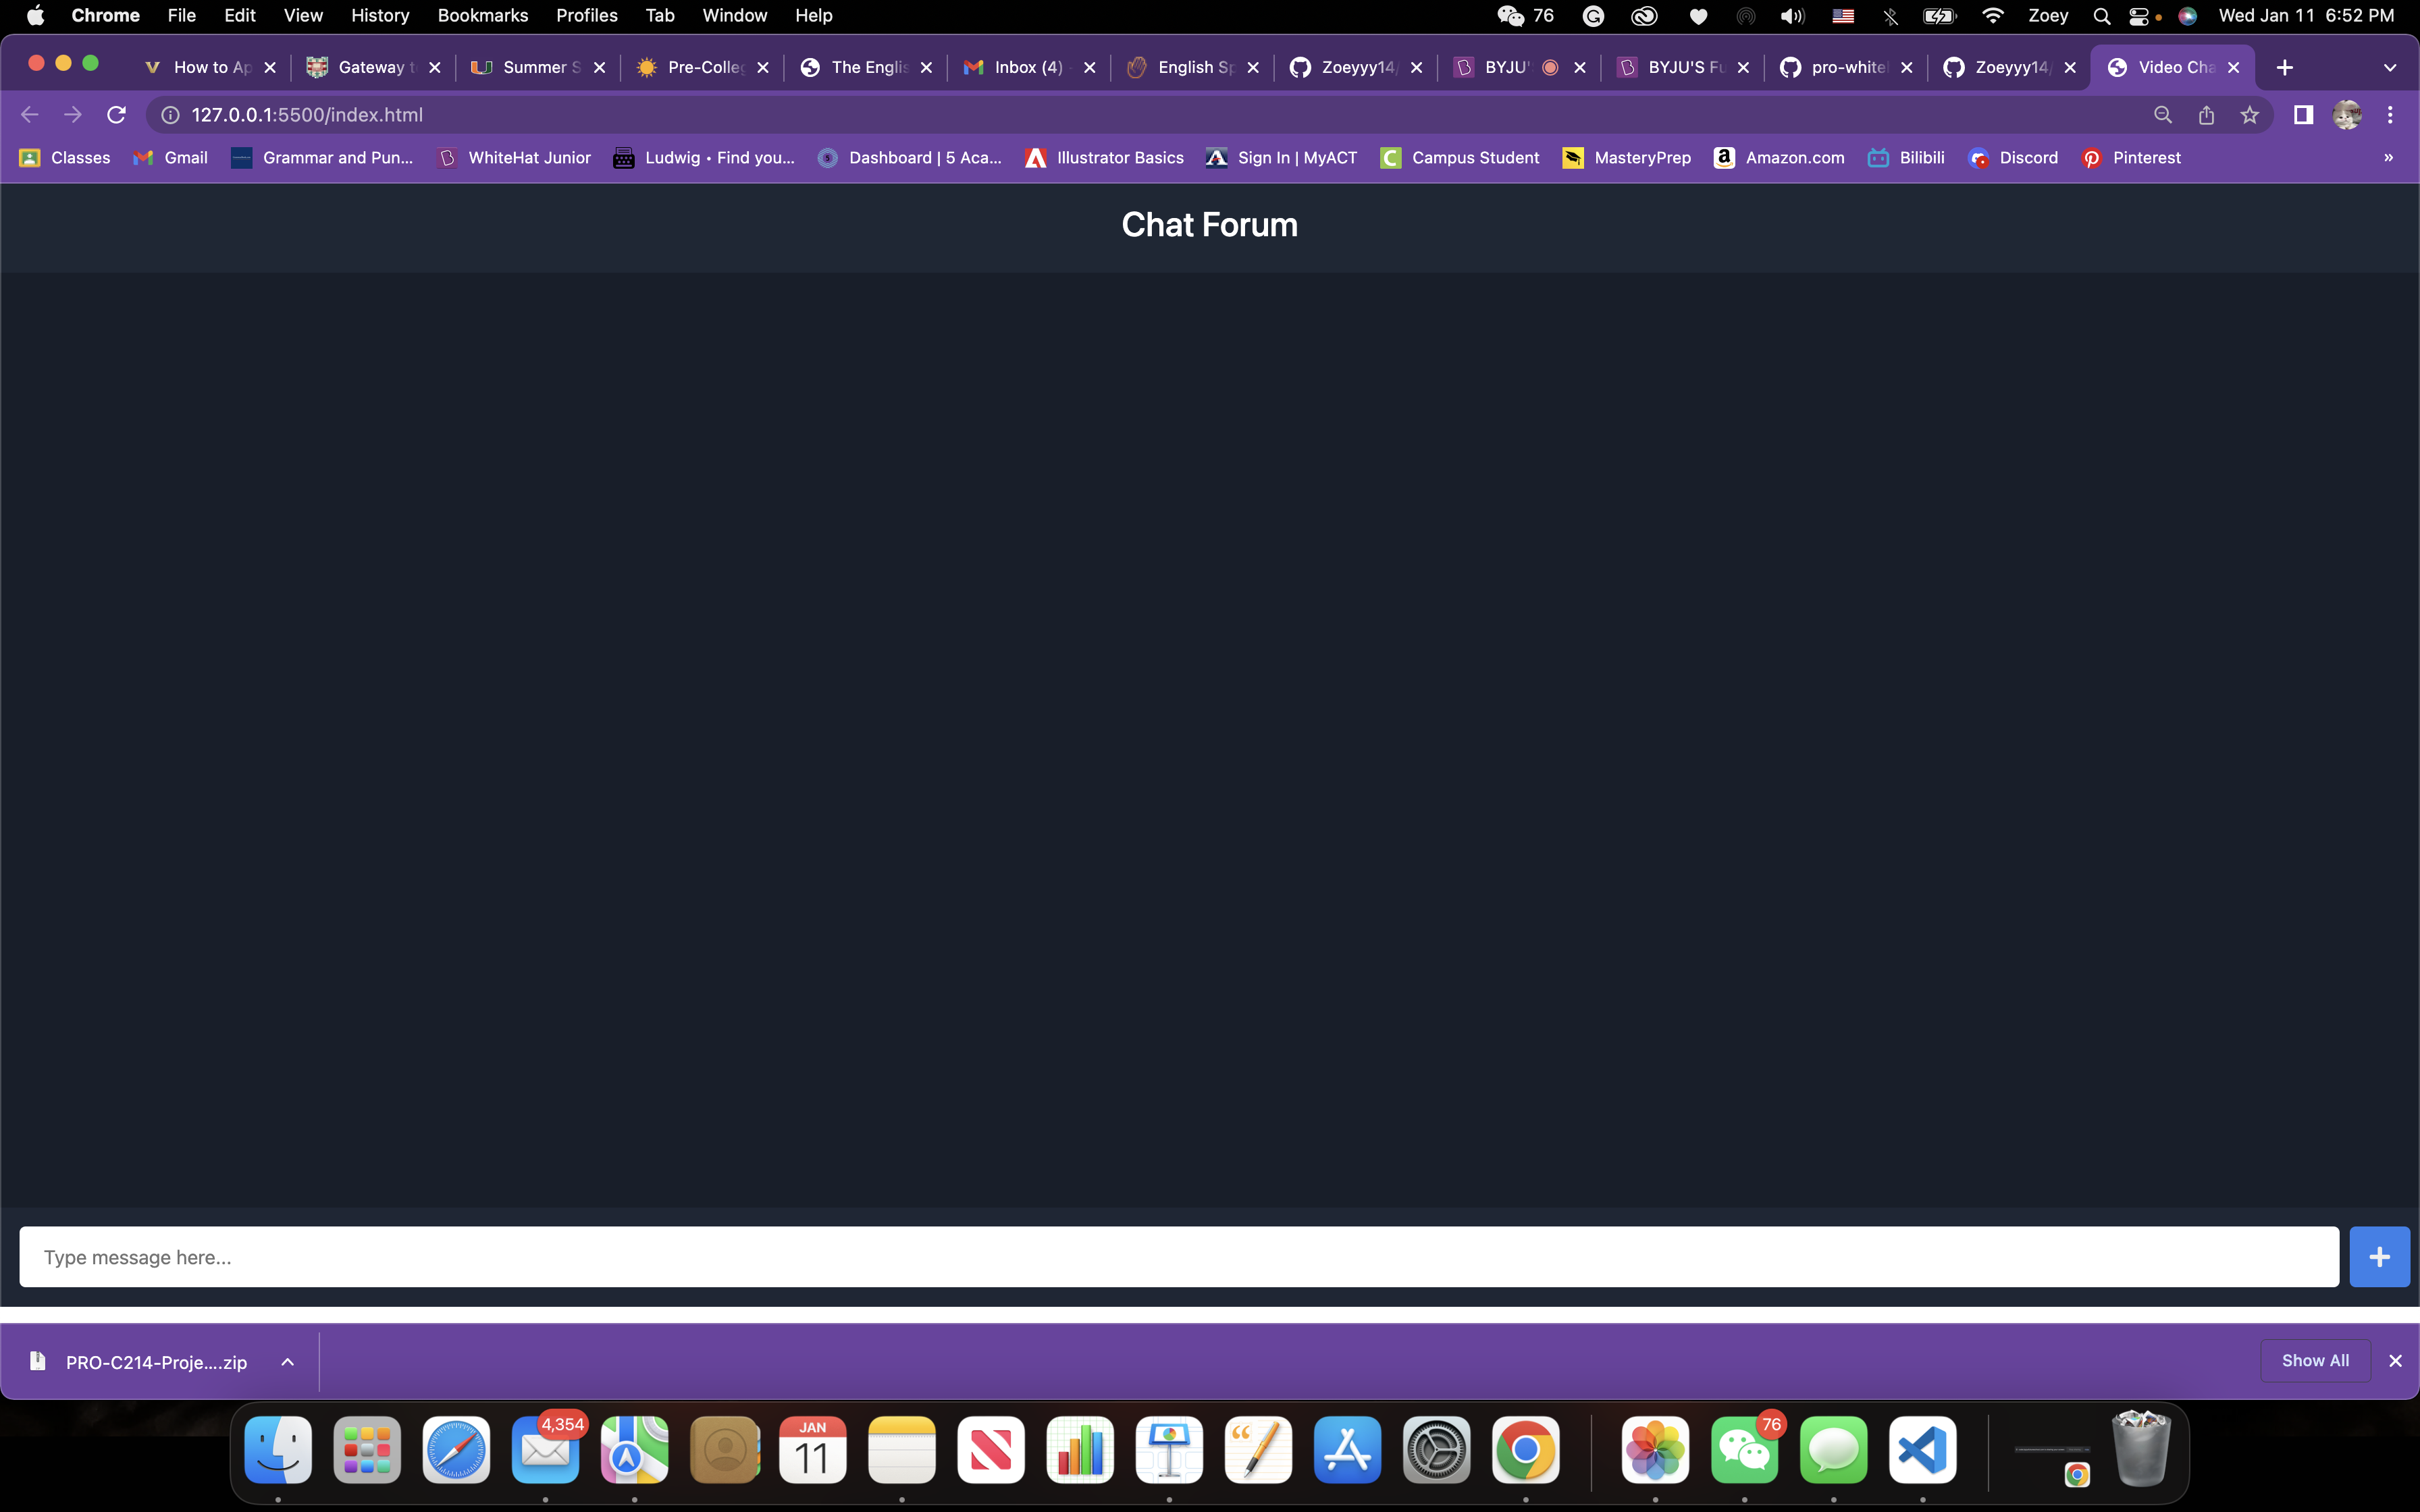 Chrome File Edit View History Bookmarks Profiles Tab Window Help 76 Zoey Wed Jan 11 6:52 PM
How to Ap Gateway t Summer S Pre-Colle The Englis Inbox (4) English Sp Zoeyyy14/ BYJU' BYJU'S Fu pro-white Zoeyyy14/ Video Cha
127.0.0.1:5500/index.html
Classes Gmail Grammar and Pun... WhiteHat Junior Ludwig • Find you... Dashboard | 5 Aca... Illustrator Basics Sign In | MyACT Campus Student MasteryPrep Amazon.com Bilibili Discord Pinterest »
Chat Forum
Type message here...
PRO-C214-Proje....zip Show All
4,354 JAN 11 76